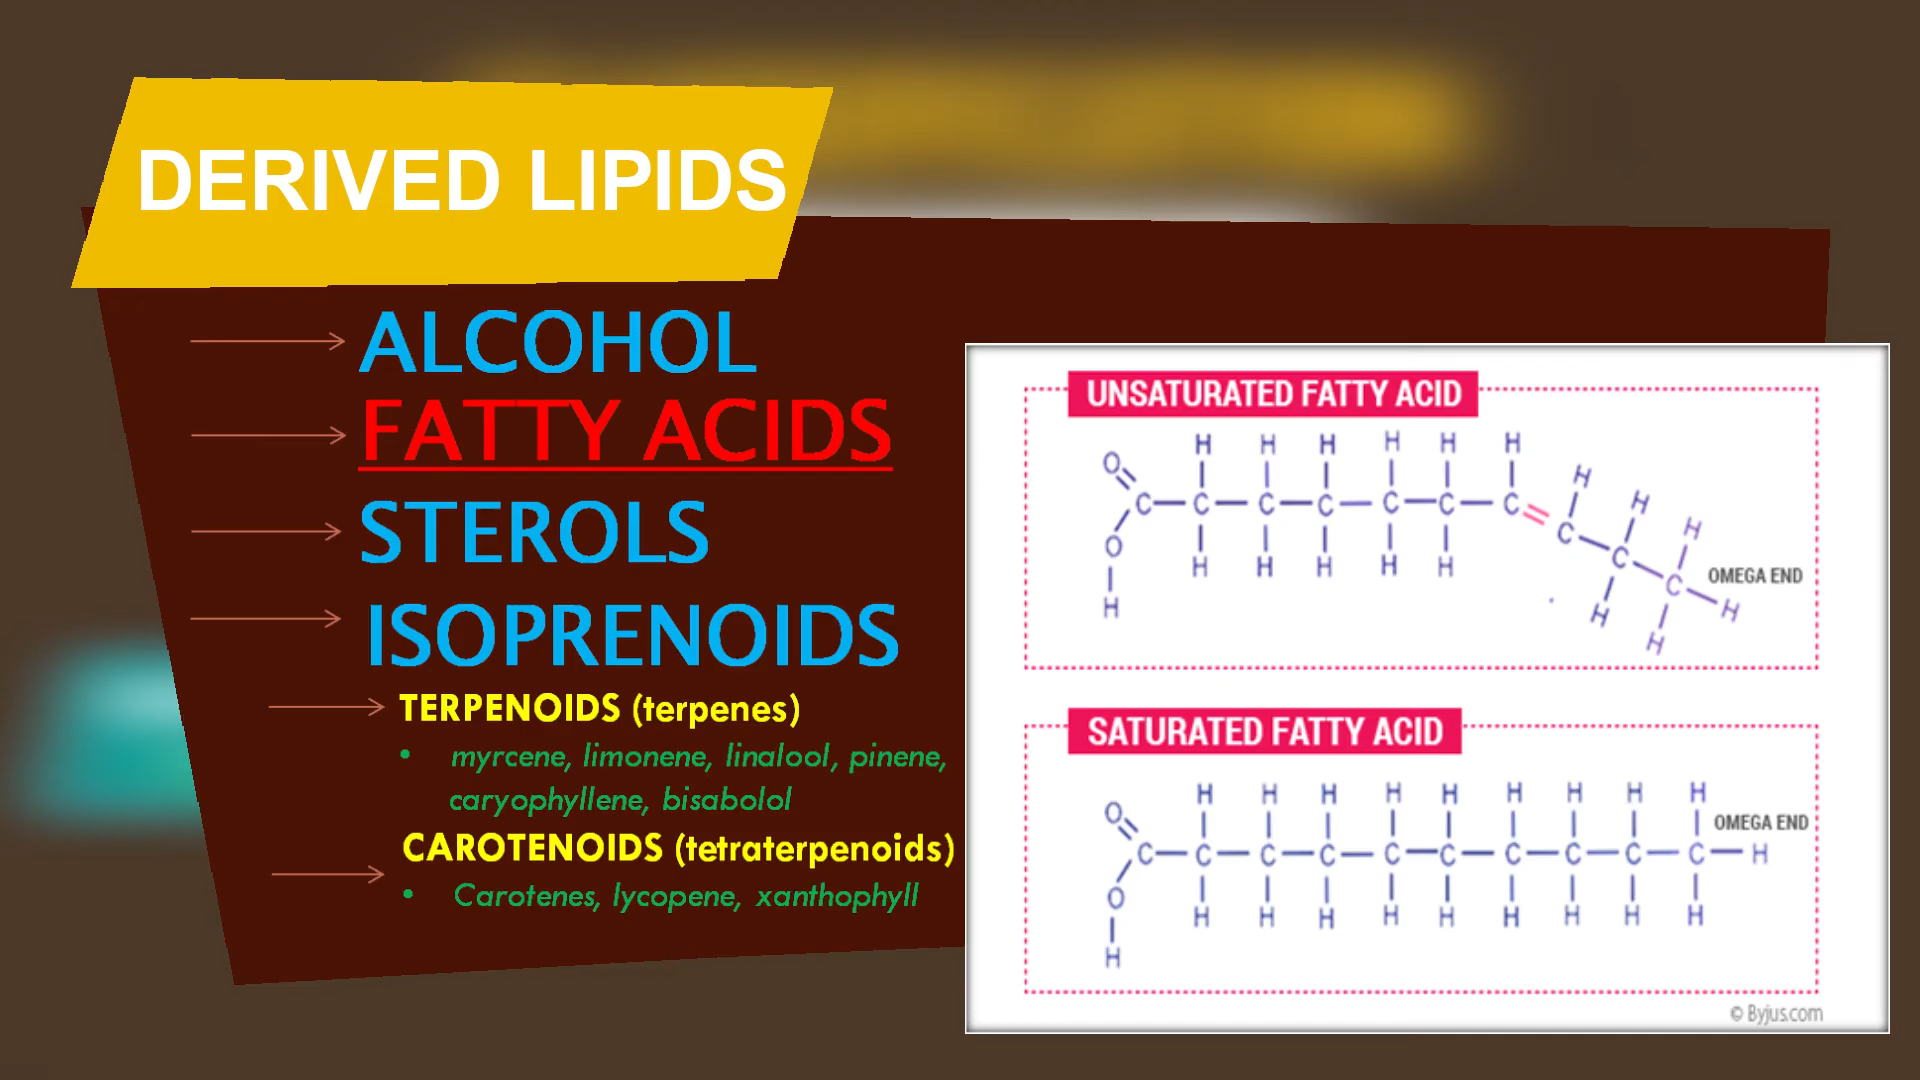 DERIVED LIPIDS
ALCOHOL
FATTY ACIDS
STEROLS
ISOPRENOIDS
TERPENOIDS (terpenes)
• myrcene, limonene, linalool, pinene,
caryophyllene, bisabolol
CAROTENOIDS (tetraterpenoids)
• Carotenes, lycopene, xanthophyll
UNSATURATED FATTY ACID
H H H H H H
O H H H
C C C C C C C C C
O H H H H H C OMEGA END
H H H
H
SATURATED FATTY ACID
H H H H H H H H H
O OMEGA END
C C C C C C C C C C H
O H H H H H H H H H
H
© Byjus.com